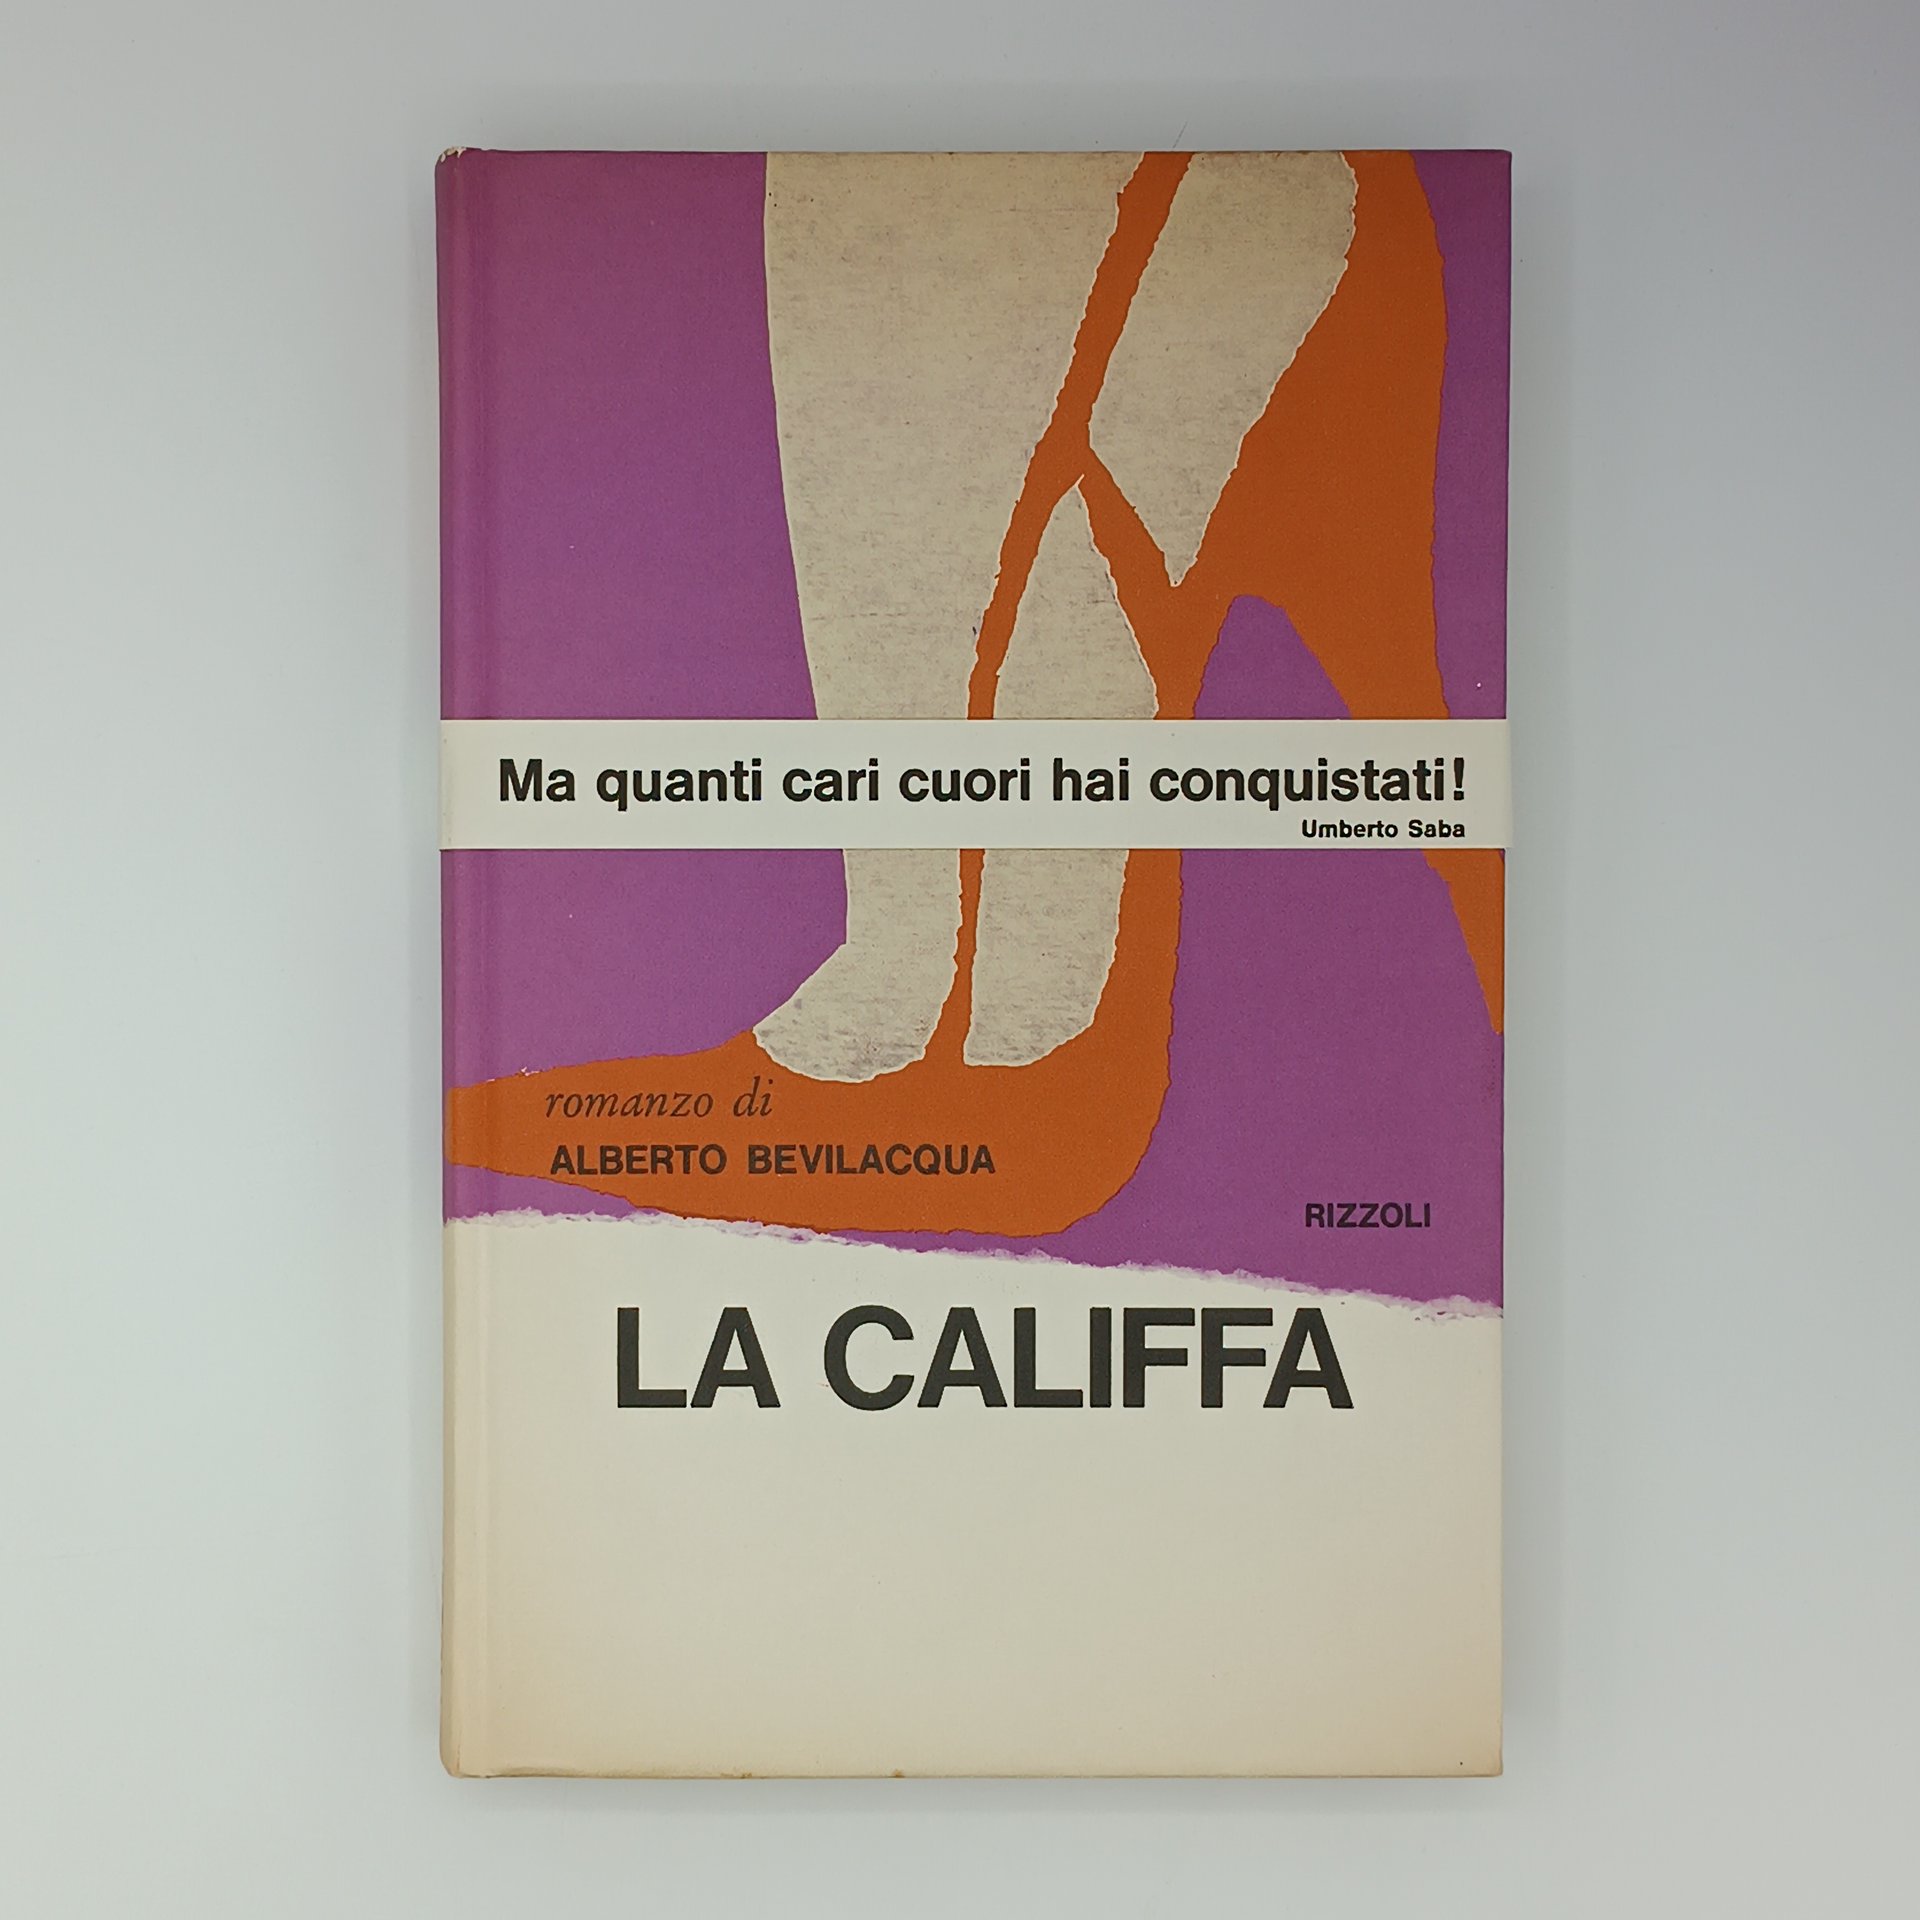 Ma quanti cari cuori hai conquistati!
Umberto Saba
romanzo di
ALBERTO BEVILACQUA
RIZZOLI
LA CALIFFA